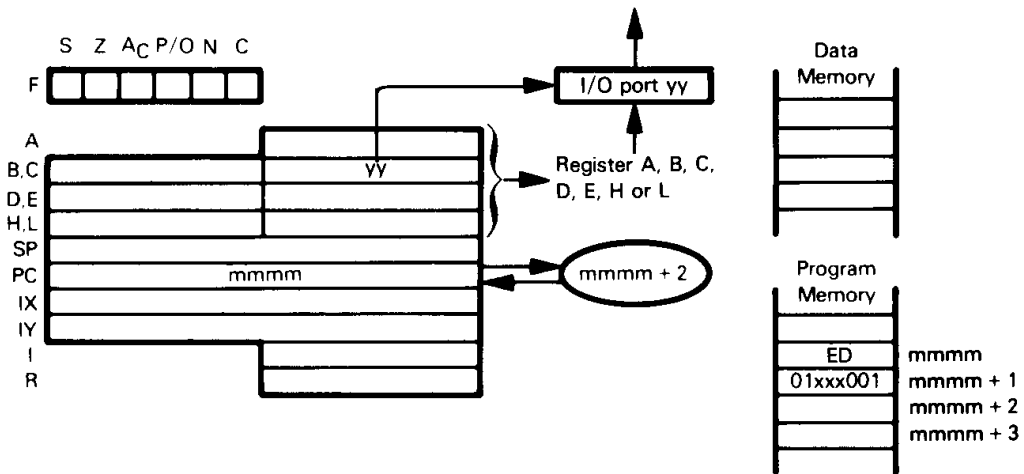 S Z AC P/O N C
F
I/O port yy
Data
Memory
A
B,C yy
D,E
H,L
Register A, B, C,
D, E, H or L
SP
PC mmmm
mmmm + 2
IX
IY
I
R
Program
Memory
ED mmmm
01xxx001 mmmm + 1
mmmm + 2
mmmm + 3